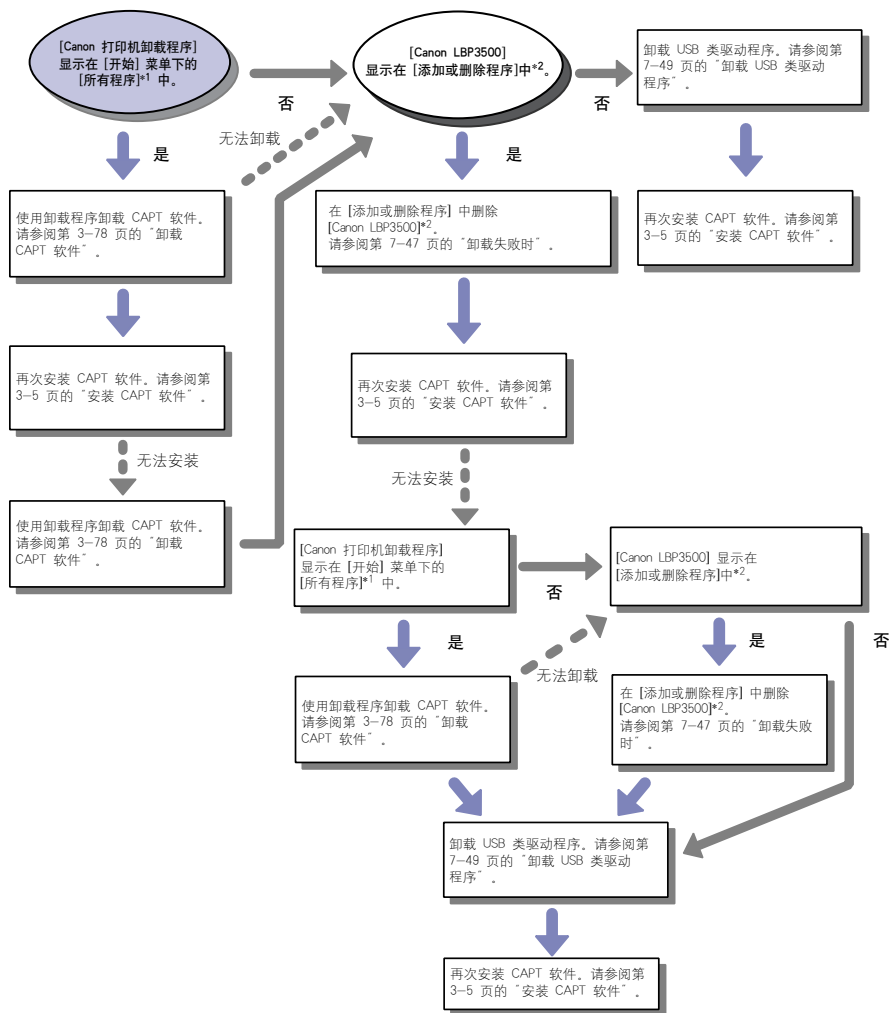 [Canon 打印机卸载程序]
显示在 [开始] 菜单下的
[所有程序]*1 中。
否
[Canon LBP3500]
显示在 [添加或删除程序]中*2。
否
卸载 USB 类驱动程序。请参阅第
7-49 页的“卸载 USB 类驱动
程序”。
是
无法卸载
是
使用卸载程序卸载 CAPT 软件。
请参阅第 3-78 页的“卸载
CAPT 软件”。
在 [添加或删除程序] 中删除
[Canon LBP3500]*2。
请参阅第 7-47 页的“卸载失败时”。
再次安装 CAPT 软件。请参阅第
3-5 页的“安装 CAPT 软件”。
再次安装 CAPT 软件。请参阅第
3-5 页的“安装 CAPT 软件”。
再次安装 CAPT 软件。请参阅第
3-5 页的“安装 CAPT 软件”。
无法安装
无法安装
使用卸载程序卸载 CAPT 软件。
请参阅第 3-78 页的“卸载
CAPT 软件”。
[Canon 打印机卸载程序]
显示在 [开始] 菜单下的
[所有程序]*1 中。
否
[Canon LBP3500] 显示在
[添加或删除程序]中*2。
是
无法卸载
是
否
使用卸载程序卸载 CAPT 软件。
请参阅第 3-78 页的“卸载
CAPT 软件”。
在 [添加或删除程序] 中删除
[Canon LBP3500]*2。
请参阅第 7-47 页的“卸载失败
时”。
卸载 USB 类驱动程序。请参阅第
7-49 页的“卸载 USB 类驱动
程序”。
再次安装 CAPT 软件。请参阅第
3-5 页的“安装 CAPT 软件”。